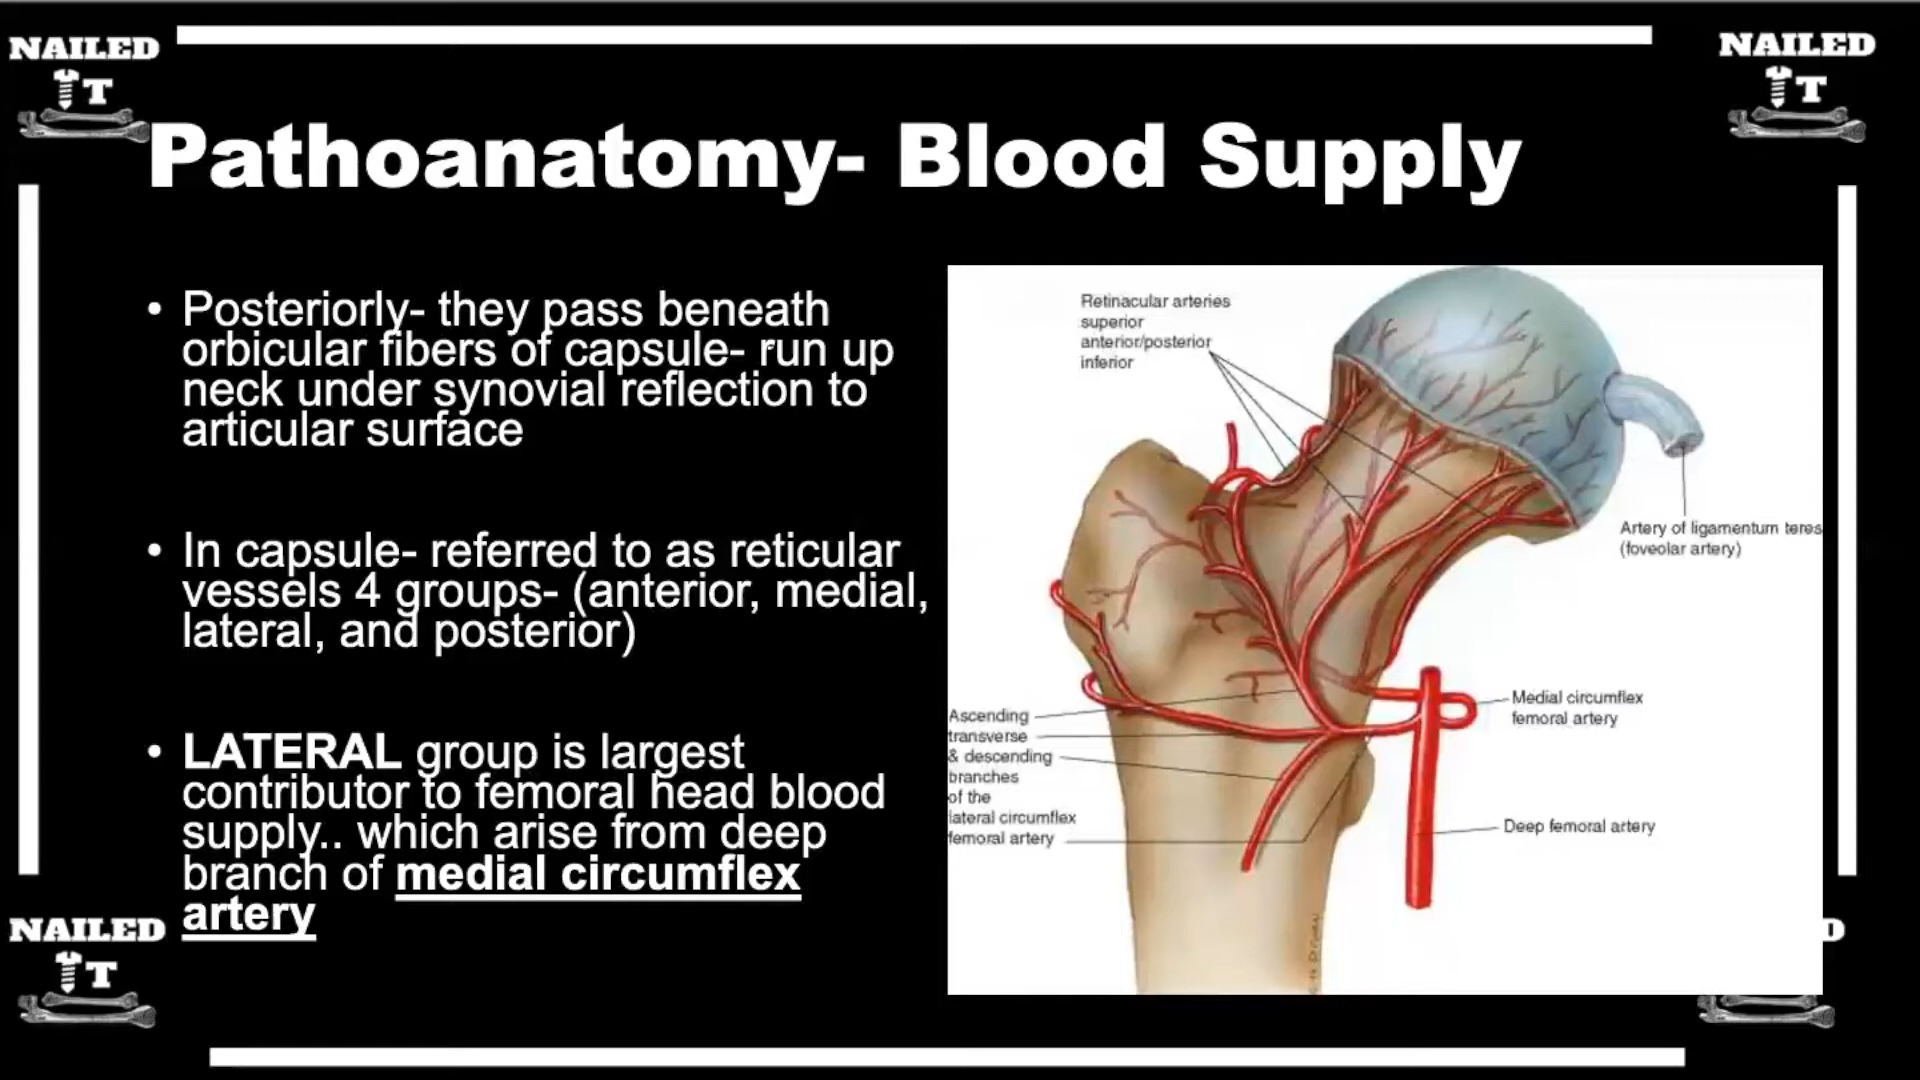 NAILED
IT
NAILED
IT
Pathoanatomy- Blood Supply
• Posteriorly- they pass beneath
orbicular fibers of capsule- run up
neck under synovial reflection to
articular surface
• In capsule- referred to as reticular
vessels 4 groups- (anterior, medial,
lateral, and posterior)
• LATERAL group is largest
contributor to femoral head blood
supply.. which arise from deep
branch of medial circumflex
artery
Retinacular arteries
superior
anterior/posterior
inferior
Artery of ligamentum teres
(foveolar artery)
Medial circumflex
femoral artery
Ascending
transverse
& descending
branches
of the
lateral circumflex
femoral artery
Deep femoral artery
NAILED
IT
D